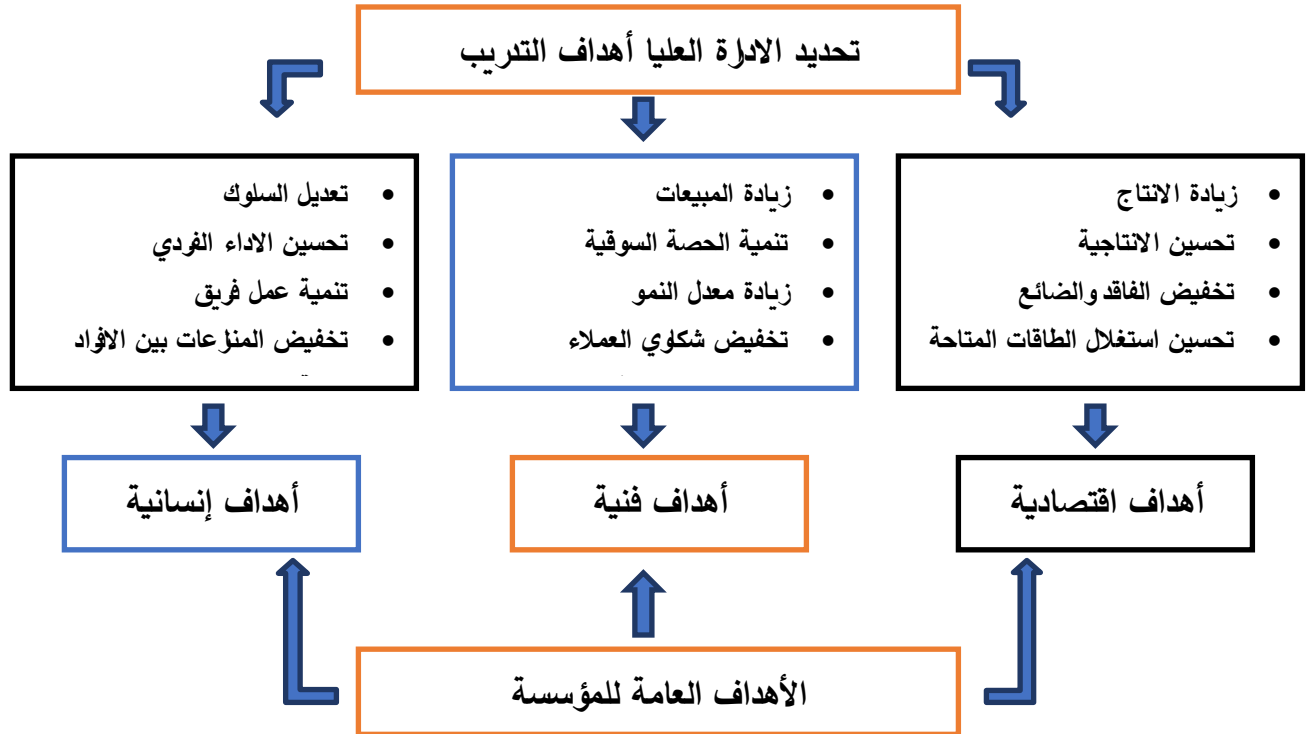 تحديد الادارة العليا أهداف التدريب
زيادة الانتاج
تحسين الانتاجية
تخفيض الفاقد والضائع
تحسين استغلال الطاقات المتاحة
زيادة المبيعات
تنمية الحصة السوقية
زيادة معدل النمو
تخفيض شكاوي العملاء
تعديل السلوك
تحسين الاداء الفردي
تنمية عمل فريق
تخفيض المنازعات بين الافراد
أهداف اقتصادية
أهداف فنية
أهداف إنسانية
الأهداف العامة للمؤسسة